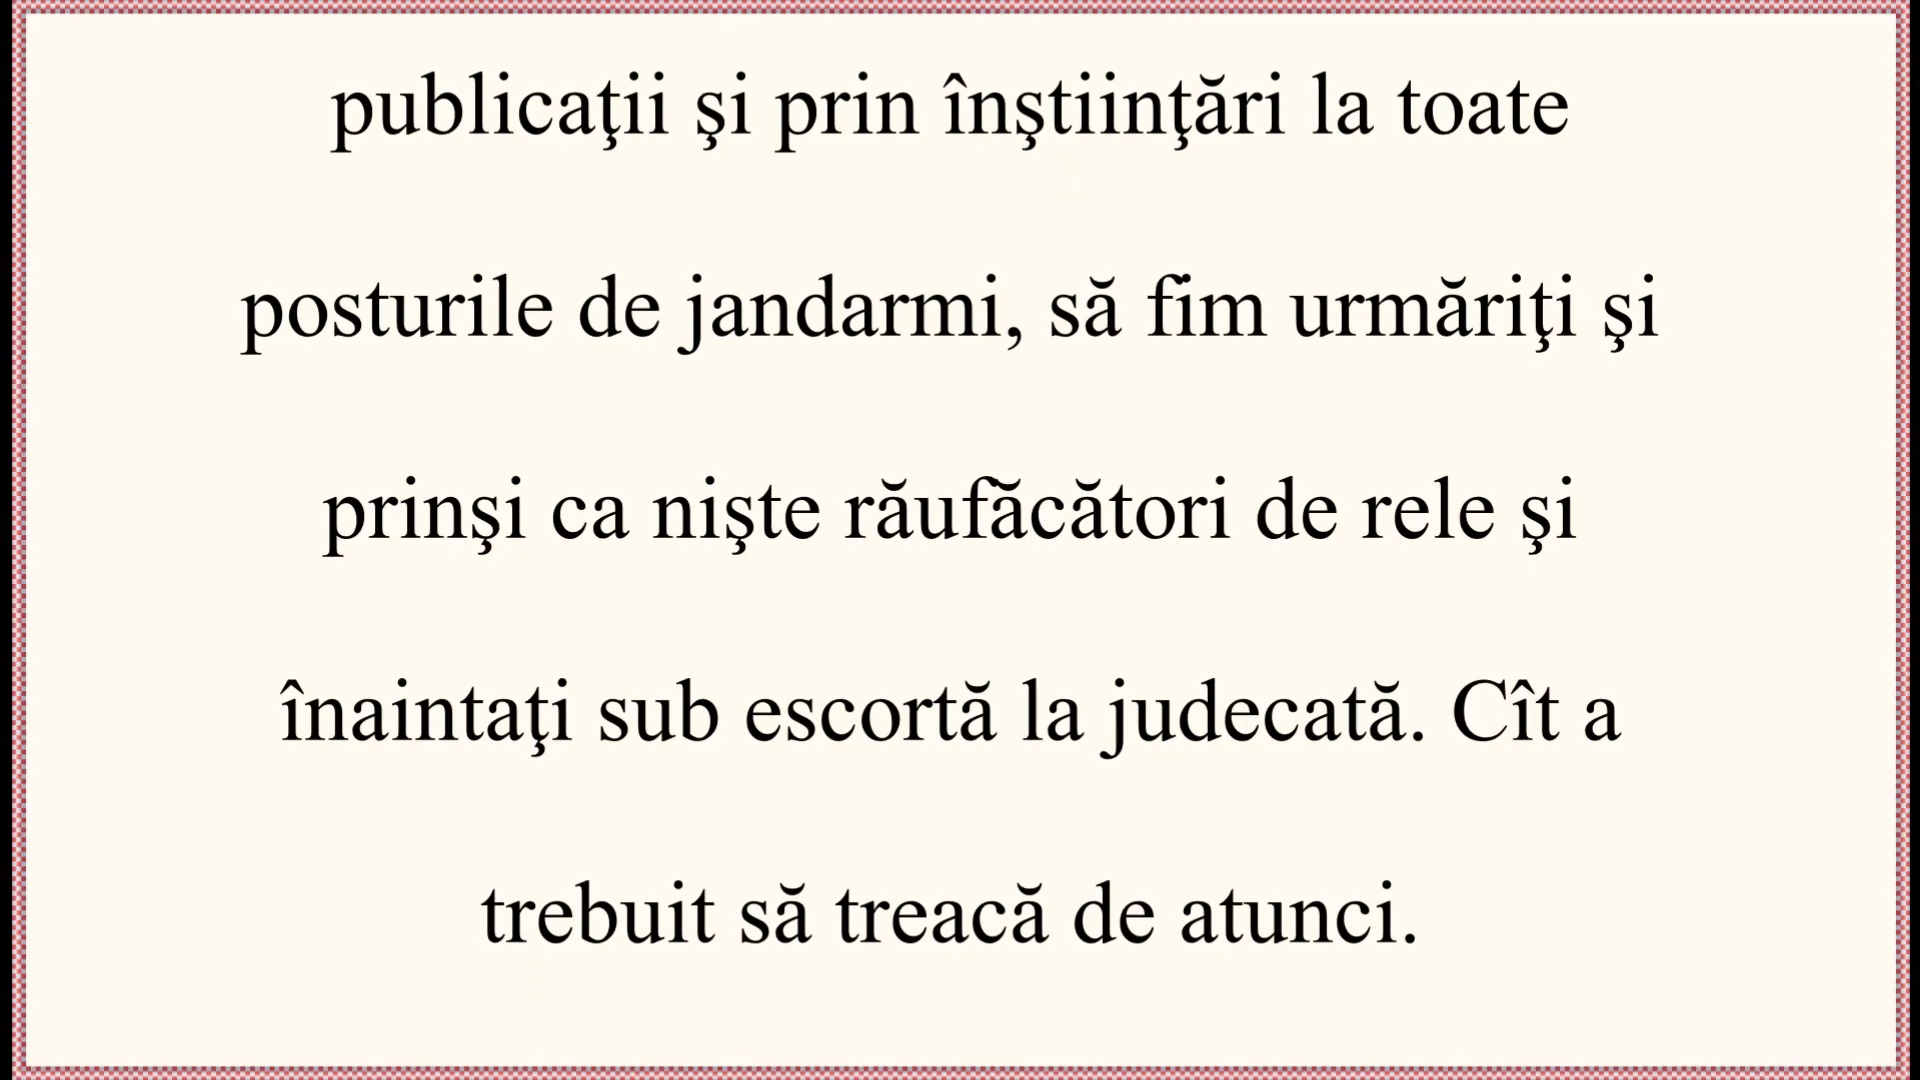 publicaţii şi prin înştiinţări la toate
posturile de jandarmi, să fim urmăriţi şi
prinşi ca nişte răufăcători de rele şi
înaintaţi sub escortă la judecată. Cît a
trebuit să treacă de atunci.